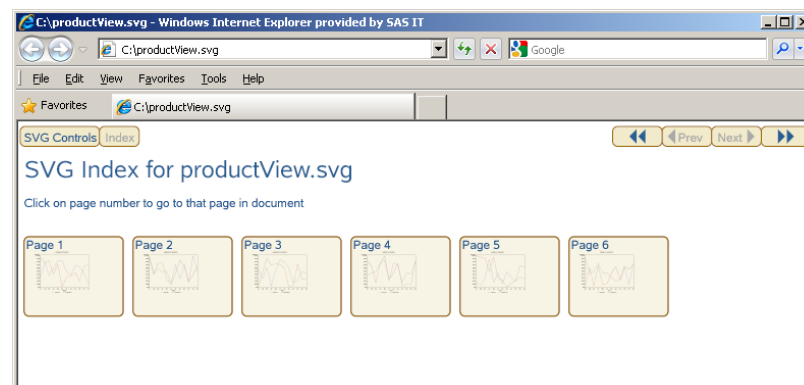 C:\productView.svg - Windows Internet Explorer provided by SAS IT
C:\productView.svg
Google
File Edit View Favorites Tools Help
Favorites
C:\productView.svg
SVG Controls Index
Prev Next
SVG Index for productView.svg
Click on page number to go to that page in document
Page 1 Page 2 Page 3 Page 4 Page 5 Page 6